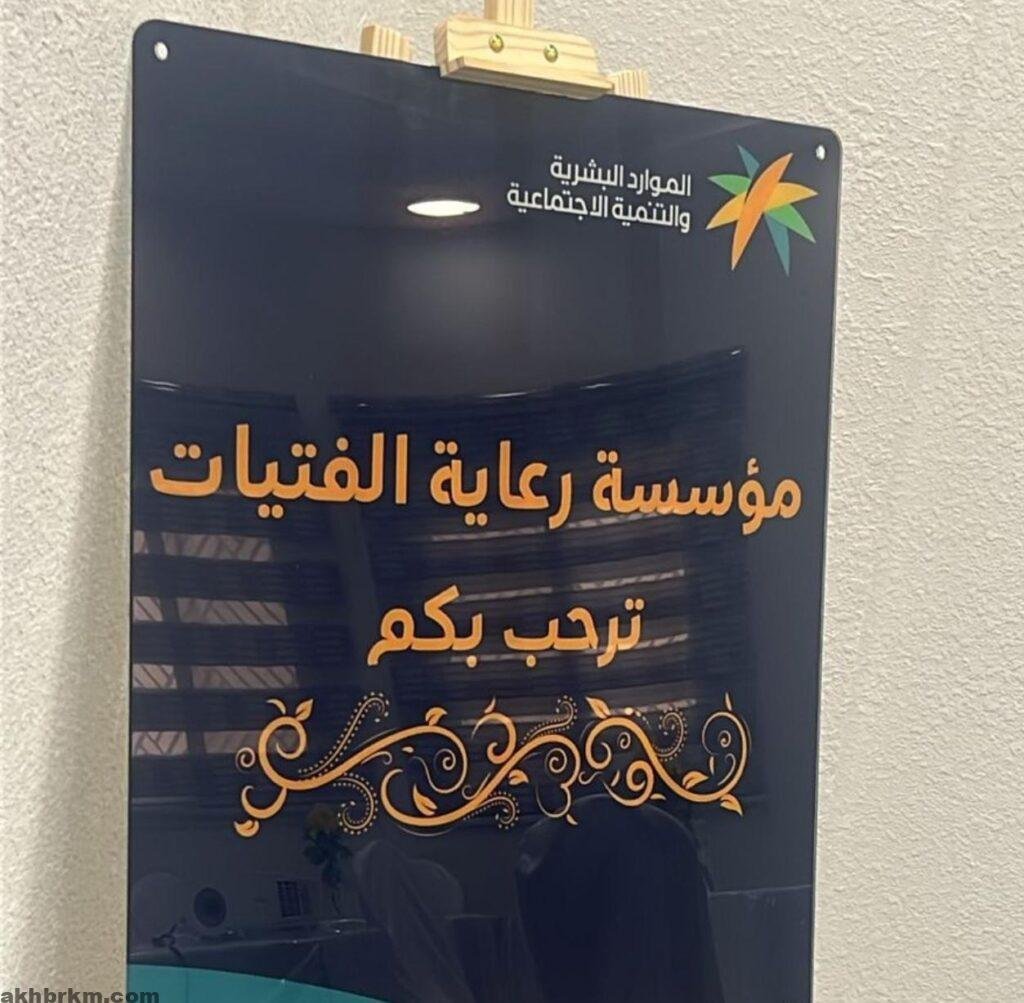 الموارد البشرية
والتنمية الاجتماعية
مؤسسة رعاية الفتيات
ترحب بكم
akhbrkm.com